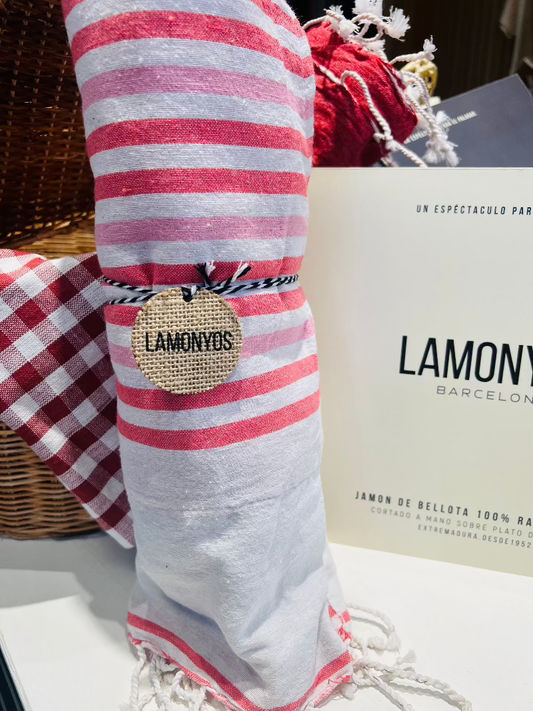 LAMONYOS
UN ESPÉCTACULO PAR
LAMONY
BARCELON
JAMON DE BELLOTA 100% RA
CORTADO A MANO SOBRE PLATO D
EXTREMADURA.DESDE1952